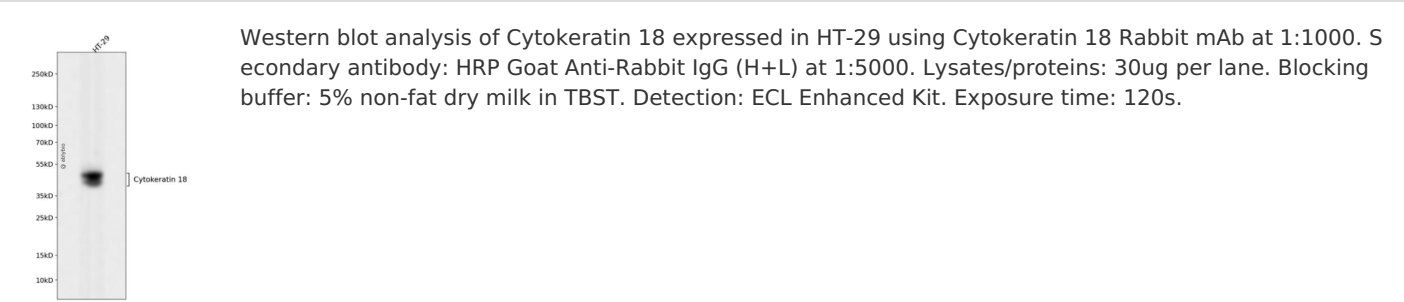 HT-29
Western blot analysis of Cytokeratin 18 expressed in HT-29 using Cytokeratin 18 Rabbit mAb at 1:1000. S
econdary antibody: HRP Goat Anti-Rabbit IgG (H+L) at 1:5000. Lysates/proteins: 30ug per lane. Blocking
buffer: 5% non-fat dry milk in TBST. Detection: ECL Enhanced Kit. Exposure time: 120s.
250kD
130kD
100kD
70kD
55kD
Cytokeratin 18
35kD
25kD
15kD
10kD